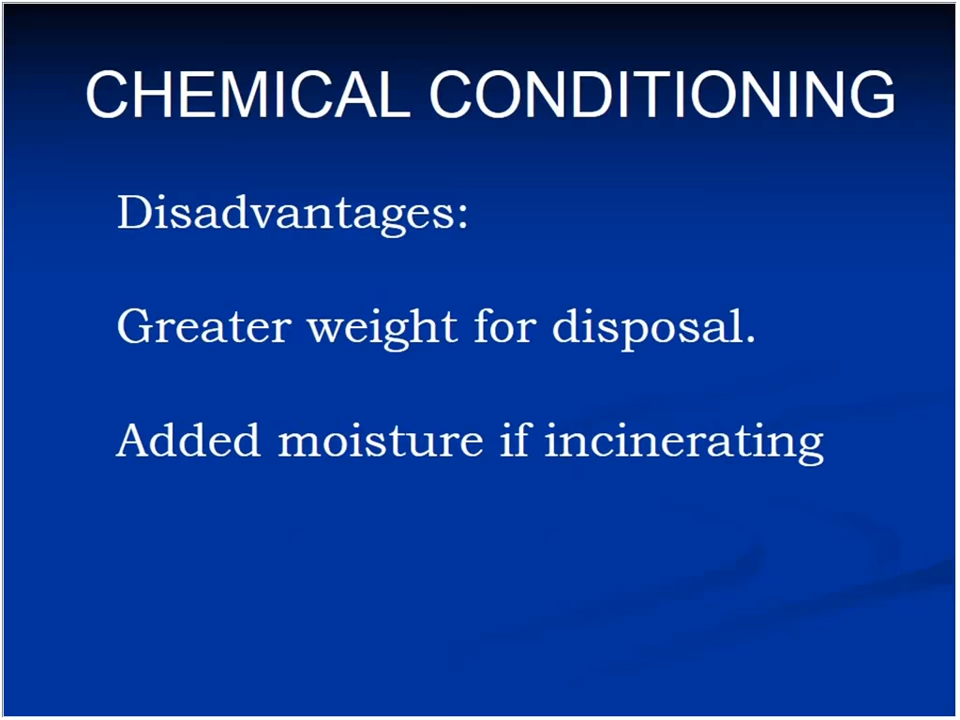 CHEMICAL CONDITIONING
Disadvantages:
Greater weight for disposal.
Added moisture if incinerating